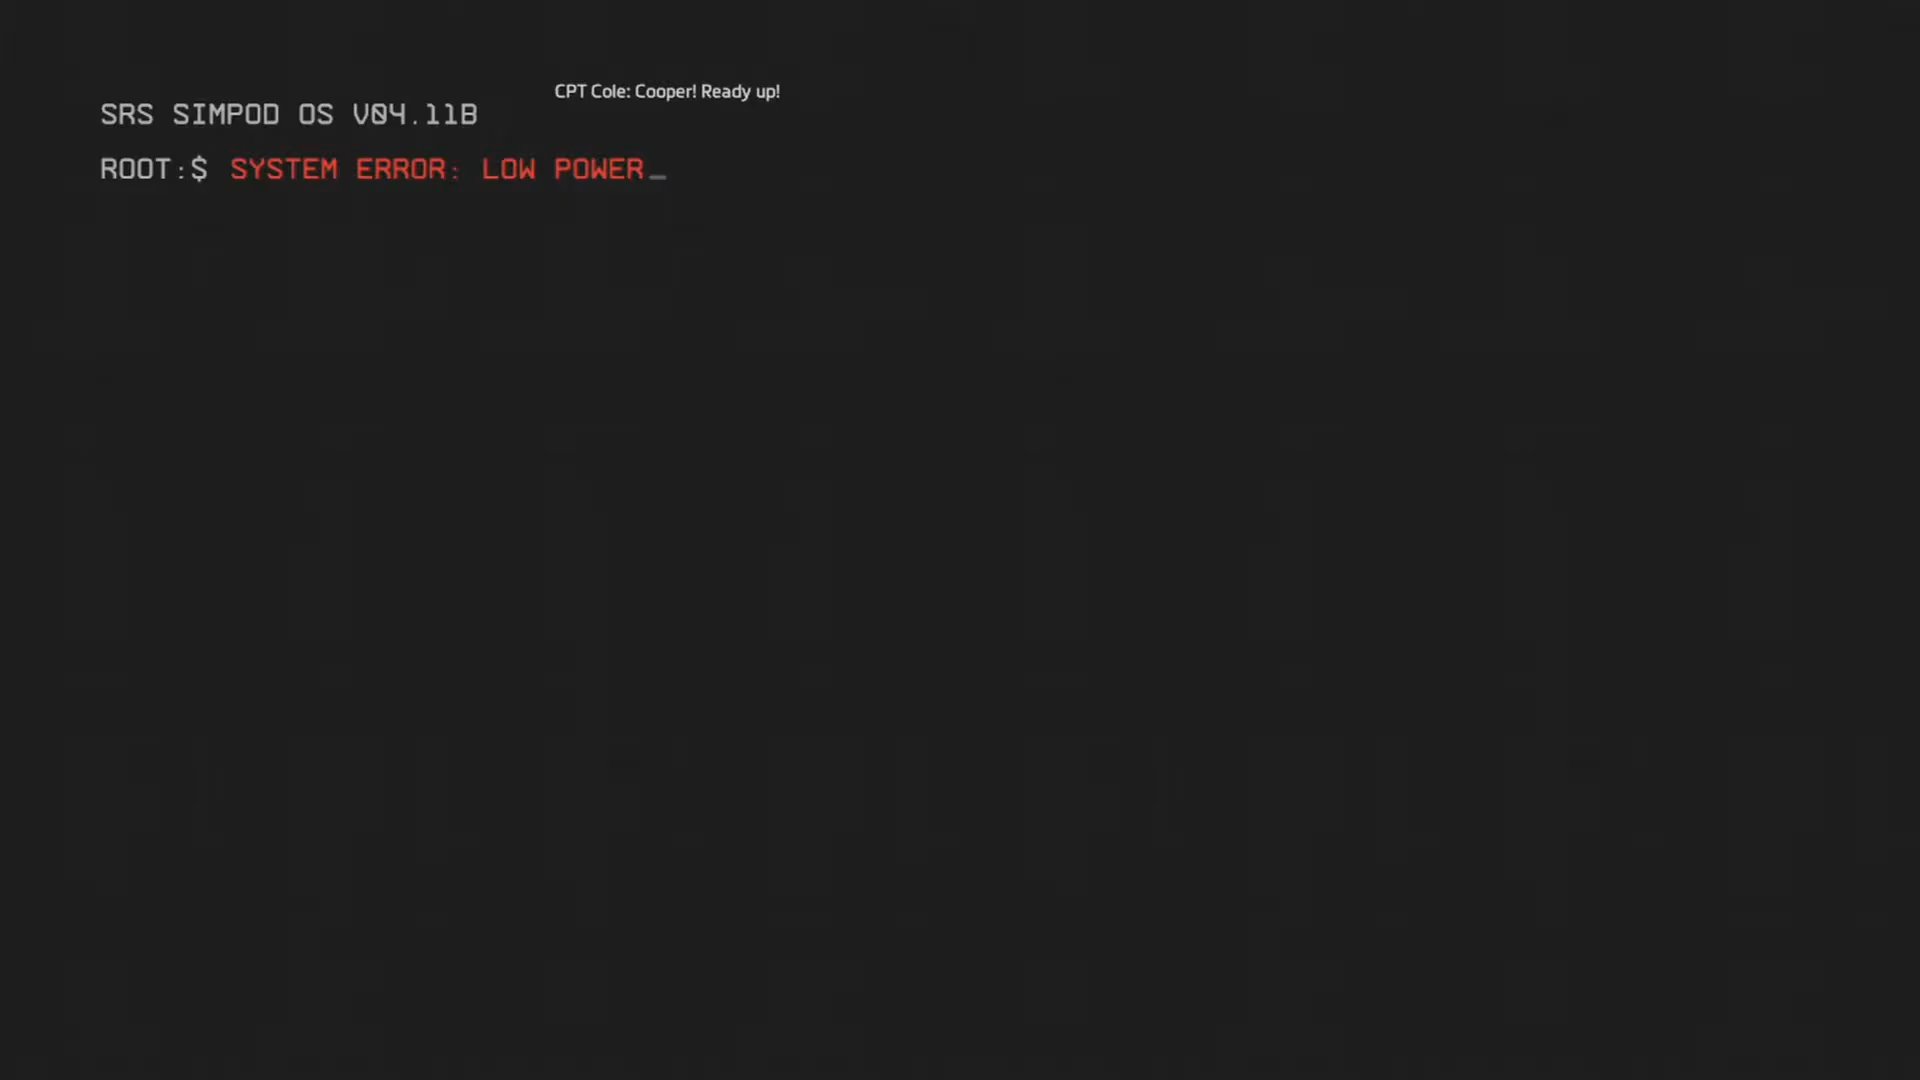 CPT Cole: Cooper! Ready up!
SRS SIMPOD OS V04.11B
ROOT:$ SYSTEM ERROR: LOW POWER_